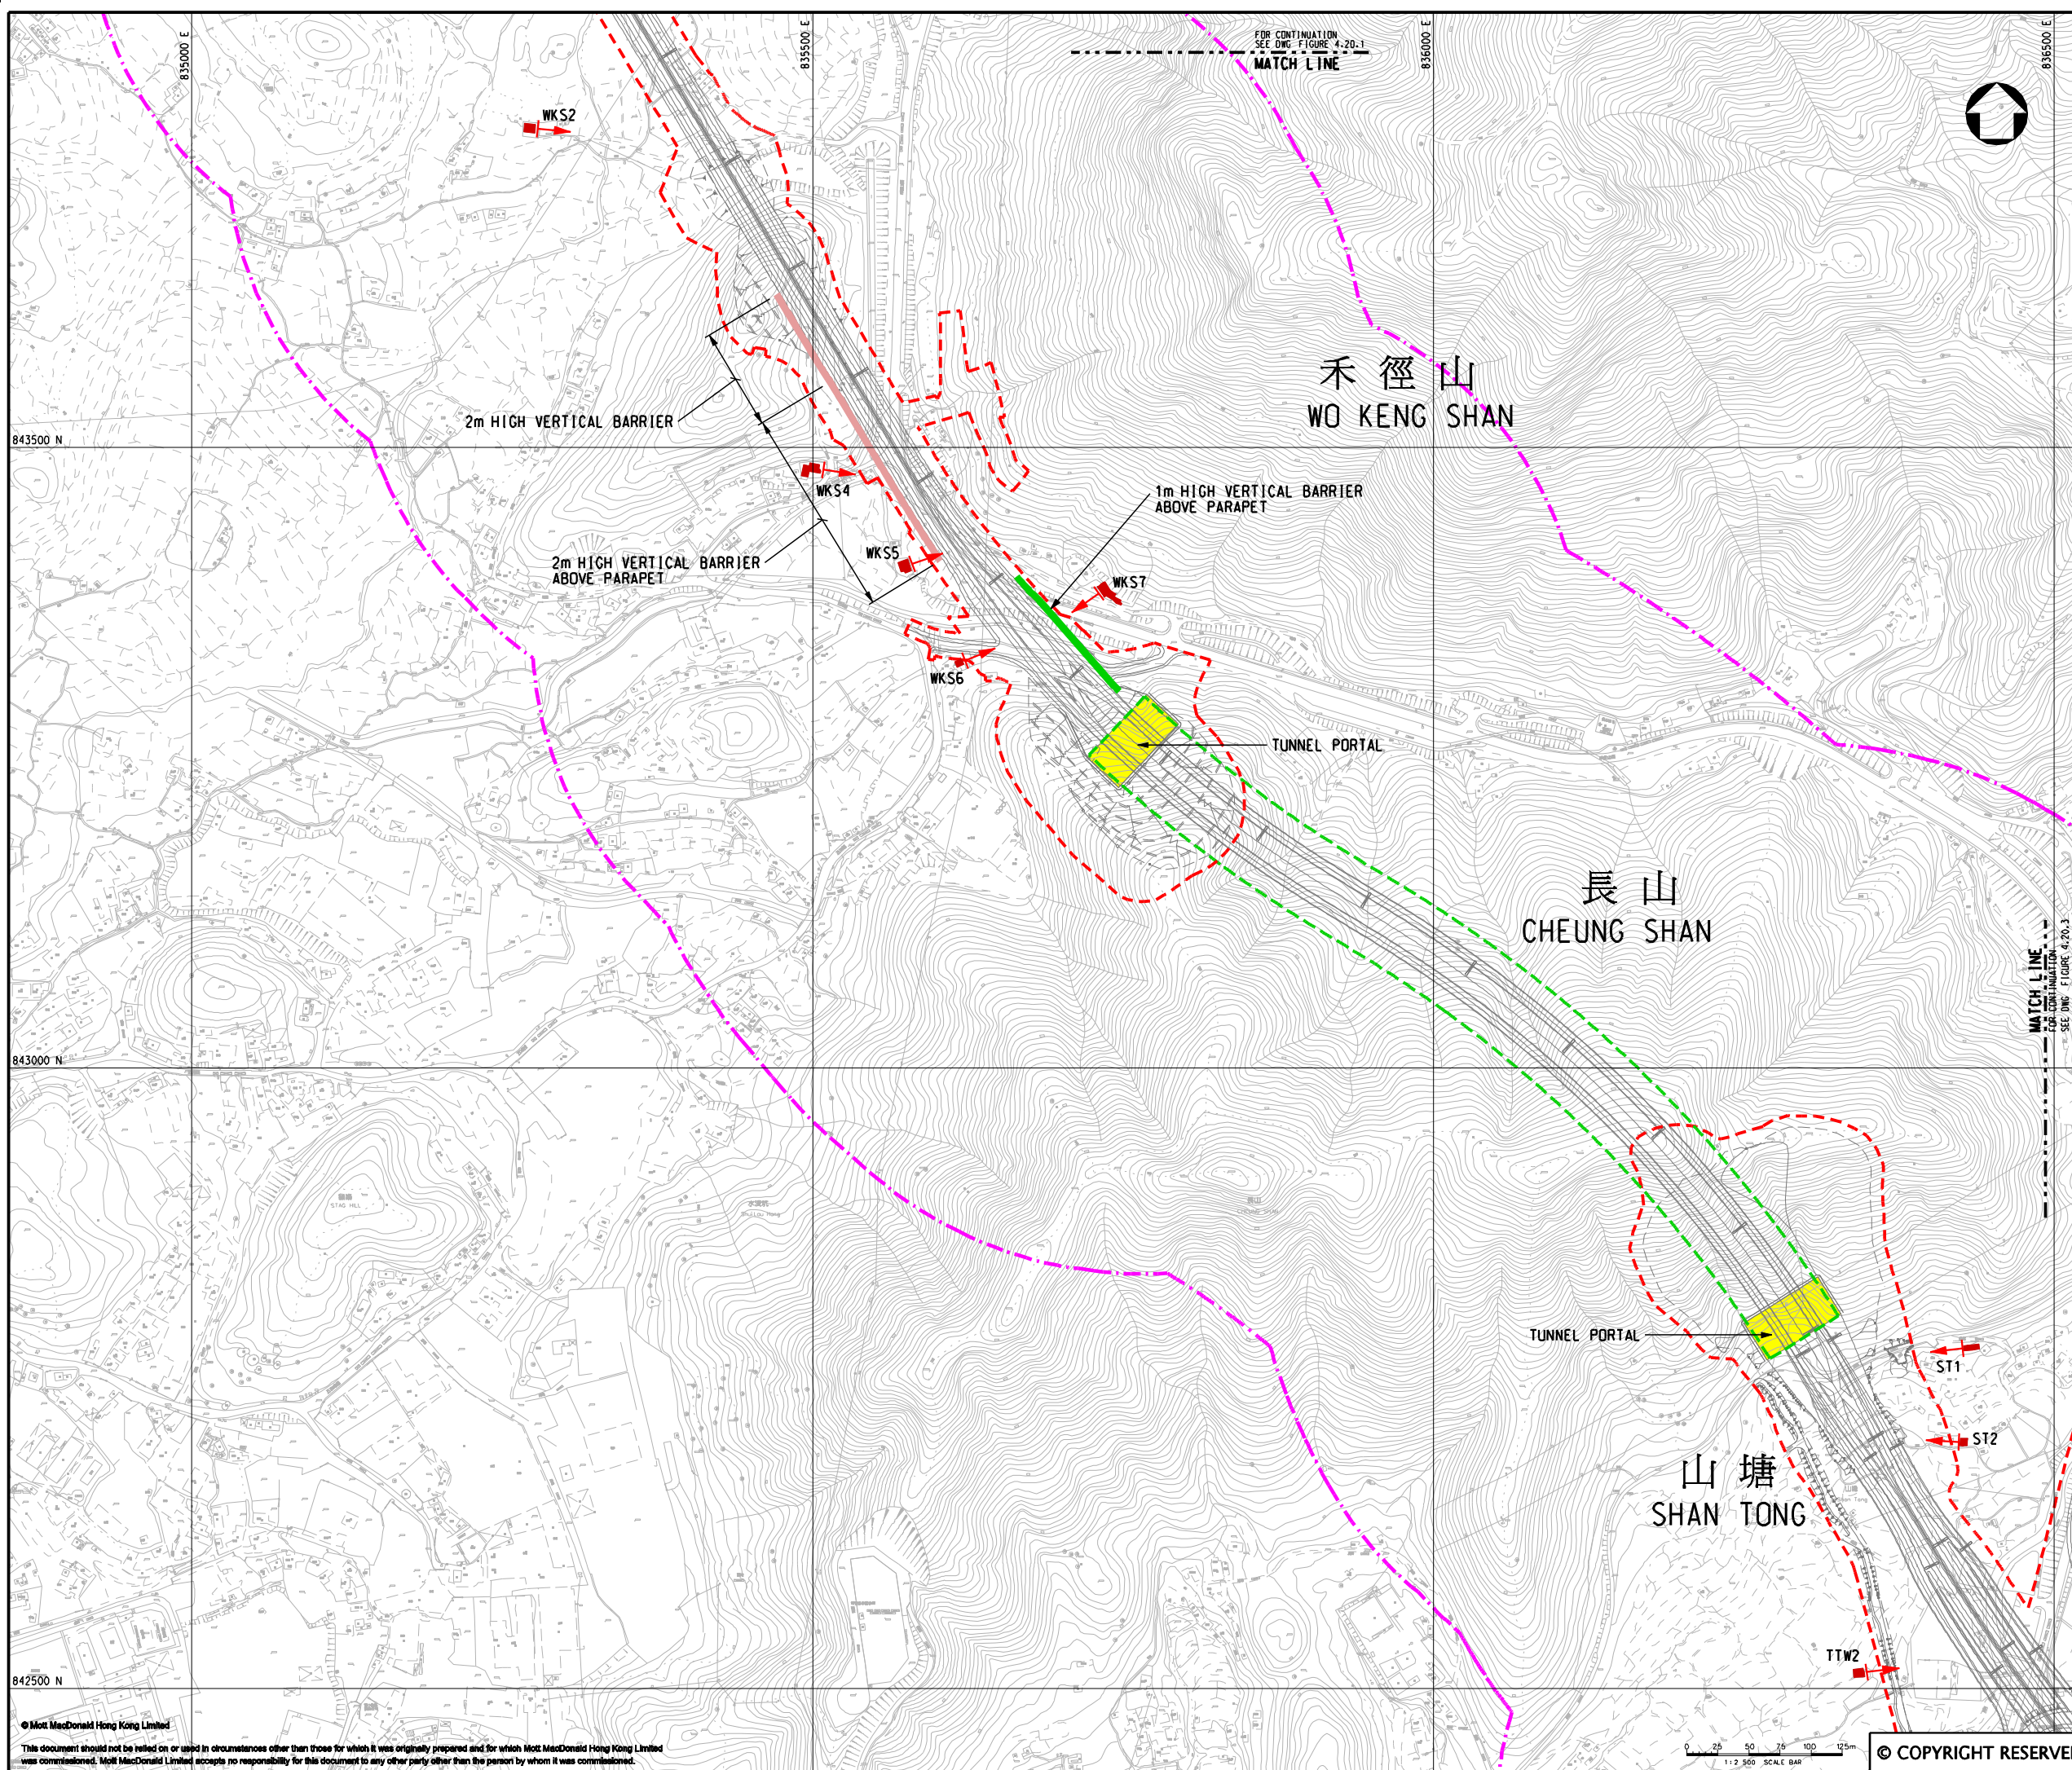 835000 E
835500 E
836000 E
836500 E
FOR CONTINUATION
SEE DWG FIGURE 4.20.1
MATCH LINE
WKS2
禾 徑 山
WO KENG SHAN
2m HIGH VERTICAL BARRIER
843500 N
WKS4
1m HIGH VERTICAL BARRIER
ABOVE PARAPET
WKS5
2m HIGH VERTICAL BARRIER
ABOVE PARAPET
WKS7
WKS6
TUNNEL PORTAL
長 山
CHEUNG SHAN
MATCH LINE
FOR CONTINUATION
SEE DWG FIGURE 4.20.3
843000 N
STAG HILL
長山
CHEUNG SHAN
TUNNEL PORTAL
ST1
ST2
山 塘
SHAN TONG
TTW2
842500 N
© Mott MacDonald Hong Kong Limited
This document should not be relied on or used in circumstances other than those for which it was originally prepared and for which Mott MacDonald Hong Kong Limited
was commissioned. Mott MacDonald Limited accepts no responsibility for this document to any other party other than the person by whom it was commissioned.
0 25 50 75 100 125m
1:2 500 SCALE BAR
© COPYRIGHT RESERVE